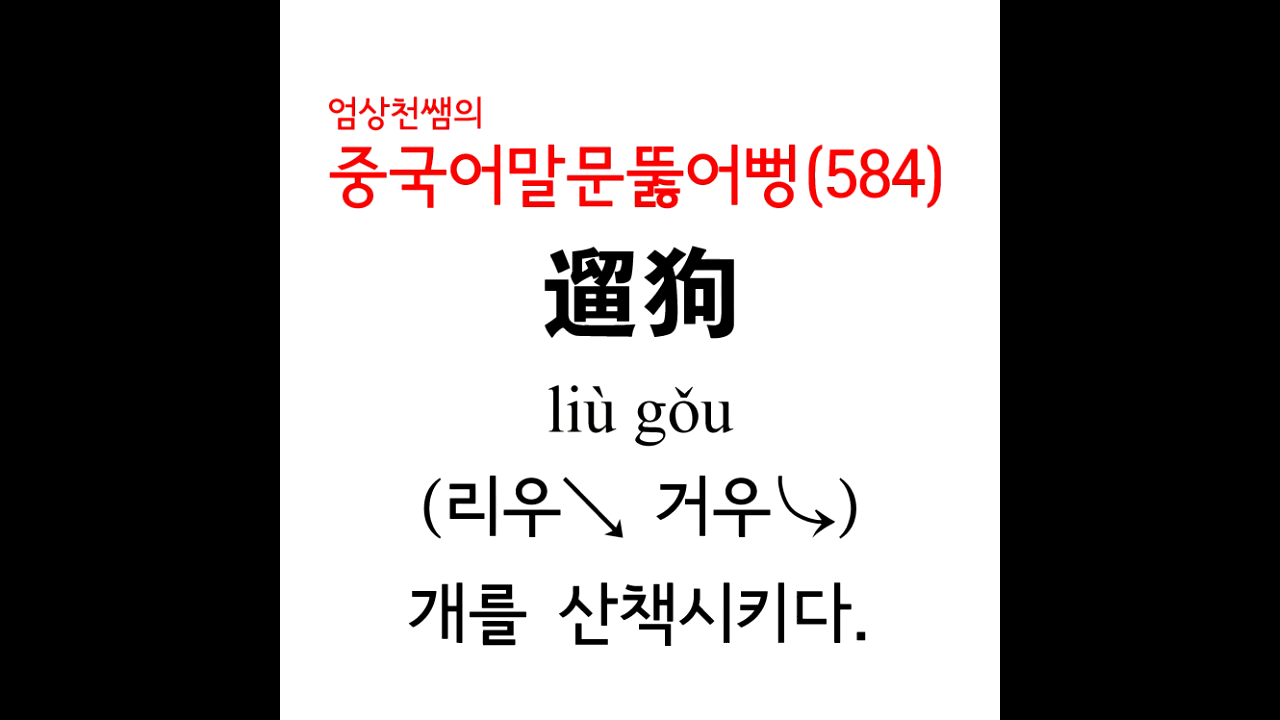 엄상천쌤의
중국어말문뚫어뻥(584)
遛狗
liù gǒu
(리우↘ 거우⤷)
개를 산책시키다.